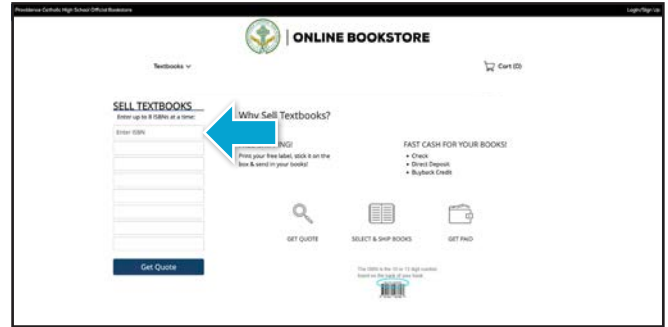 Providence Catholic High School Official Bookstore
Login/Sign Up
ONLINE BOOKSTORE
Textbooks
Cart (0)
SELL TEXTBOOKS
Enter up to 8 ISBNs at a time:
Enter ISBN
Get Quote
Why Sell Textbooks?
NG!
Print your free label, stick it on the
box & send in your books!
FAST CASH FOR YOUR BOOKS!
• Check
• Direct Deposit
• Buyback Credit
GET QUOTE
SELECT & SHIP BOOKS
GET PAID
The ISBN is the 10 or 13 digit number
found on the back of your book